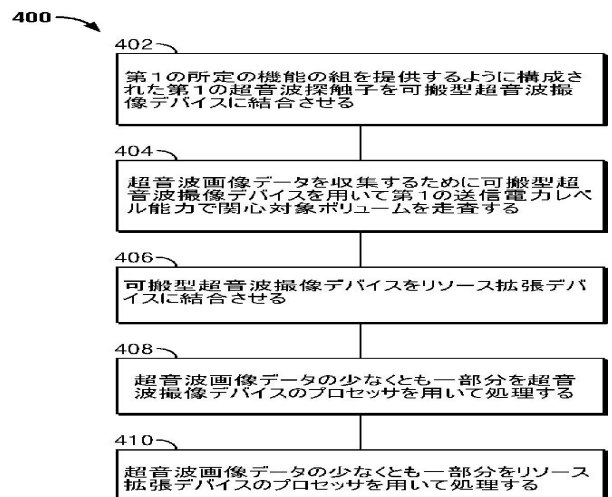 400
402
第1の所定の機能の組を提供するように構成さ
れた第1の超音波探触子を可搬型超音波撮
像デバイスに結合させる
404
超音波画像データを収集するために可搬型超
音波撮像デバイスを用いて第1の送信電力レベ
ル能力で関心対象ボリュームを走査する
406
可搬型超音波撮像デバイスをリソース拡張デバ
イスに結合させる
408
超音波画像データの少なくとも一部分を超音
波撮像デバイスのプロセッサを用いて処理する
410
超音波画像データの少なくとも一部分をリソース
拡張デバイスのプロセッサを用いて処理する